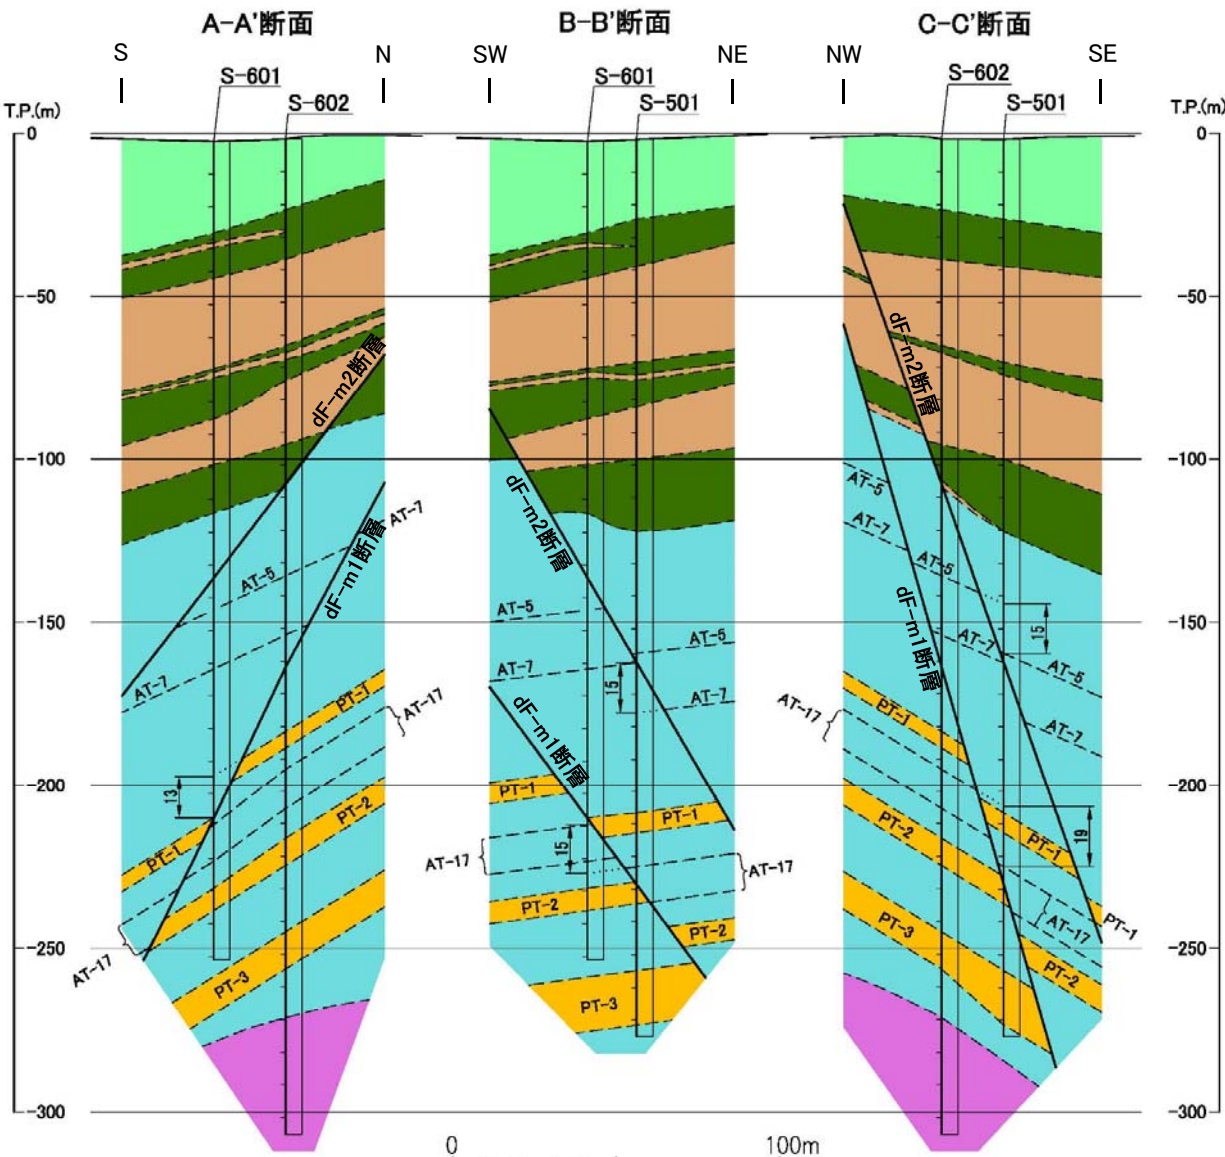 A-A'断面
B-B'断面
C-C'断面
S
N
SW
NE
NW
SE
S-601
S-602
S-601
S-501
S-602
S-501
T.P.(m)
T.P.(m)
0
0
-50
-50
-100
-100
-150
-150
-200
-200
-250
-250
-300
-300
dF-m2断層
dF-m1断層
AT-7
AT-5
AT-7
PT-1
AT-17
13
PT-2
PT-1
AT-17
PT-3
dF-m2断層
AT-5
AT-5
AT-7
15
AT-7
dF-m1断層
PT-1
PT-1
AT-17
15
AT-17
PT-2
PT-2
PT-3
dF-m2断層
AT-5
AT-7
AT-5
dF-m1断層
15
AT-7
AT-5
AT-17
PT-1
AT-7
PT-2
PT-1
19
PT-3
AT-17
PT-1
PT-2
0
100m